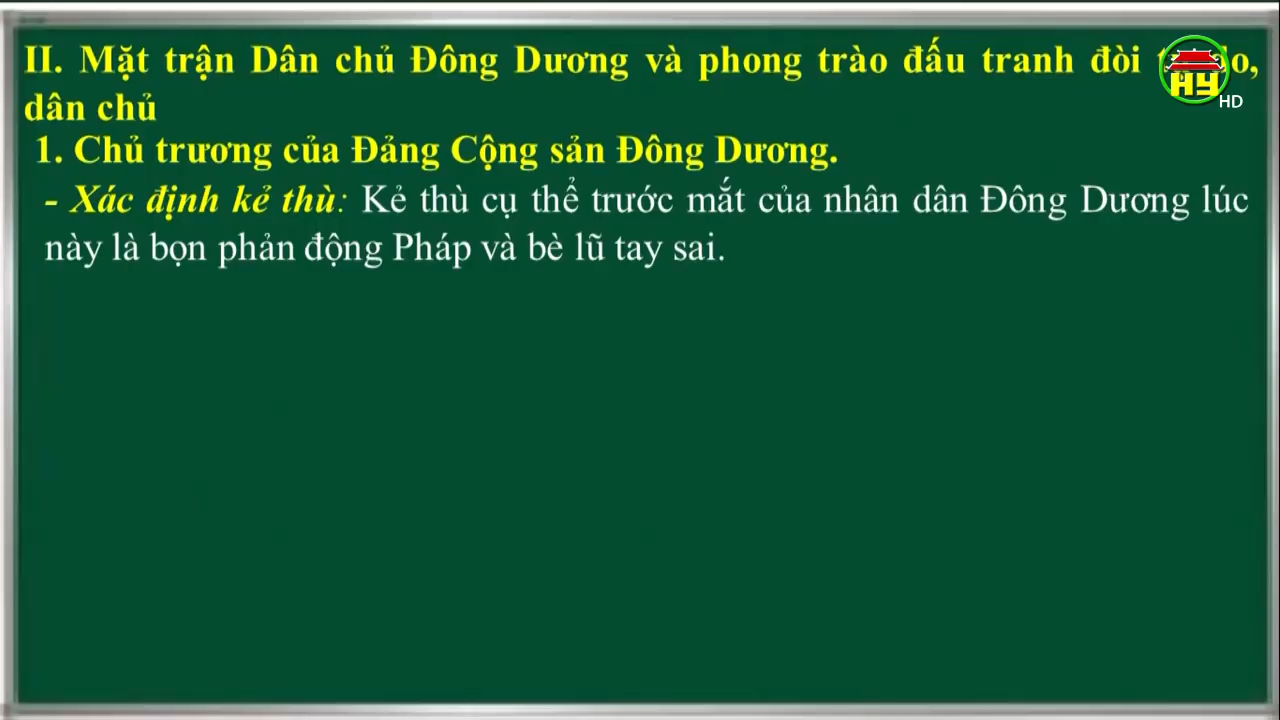 II. Mặt trận Dân chủ Đông Dương và phong trào đấu tranh đòi
dân chủ
1. Chủ trương của Đảng Cộng sản Đông Dương.
- Xác định kẻ thù: Kẻ thù cụ thể trước mắt của nhân dân Đông Dương lúc
này là bọn phản động Pháp và bè lũ tay sai.
HY
HD